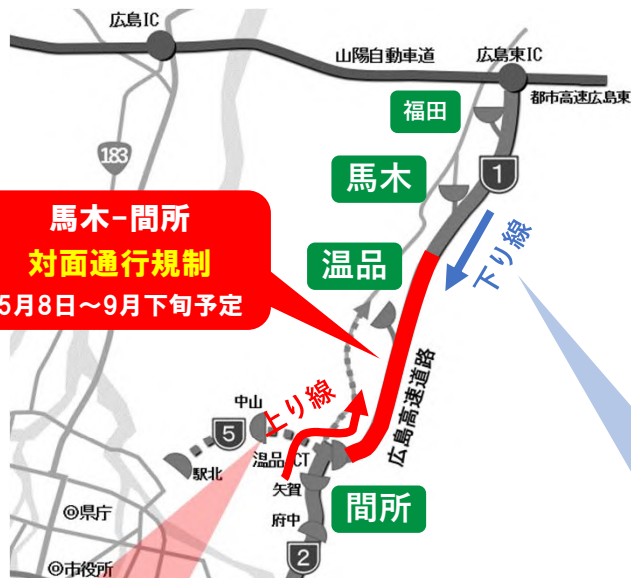 広島IC
山陽自動車道
広島東IC
都市高速広島東
福田
183
馬木
1
馬木-間所
対面通行規制
5月8日～9月下旬予定
温品
下り線
中山
上り線
広島高速道路
5
温品JCT
駅北
矢賀
間所
県庁
府中
2
市役所